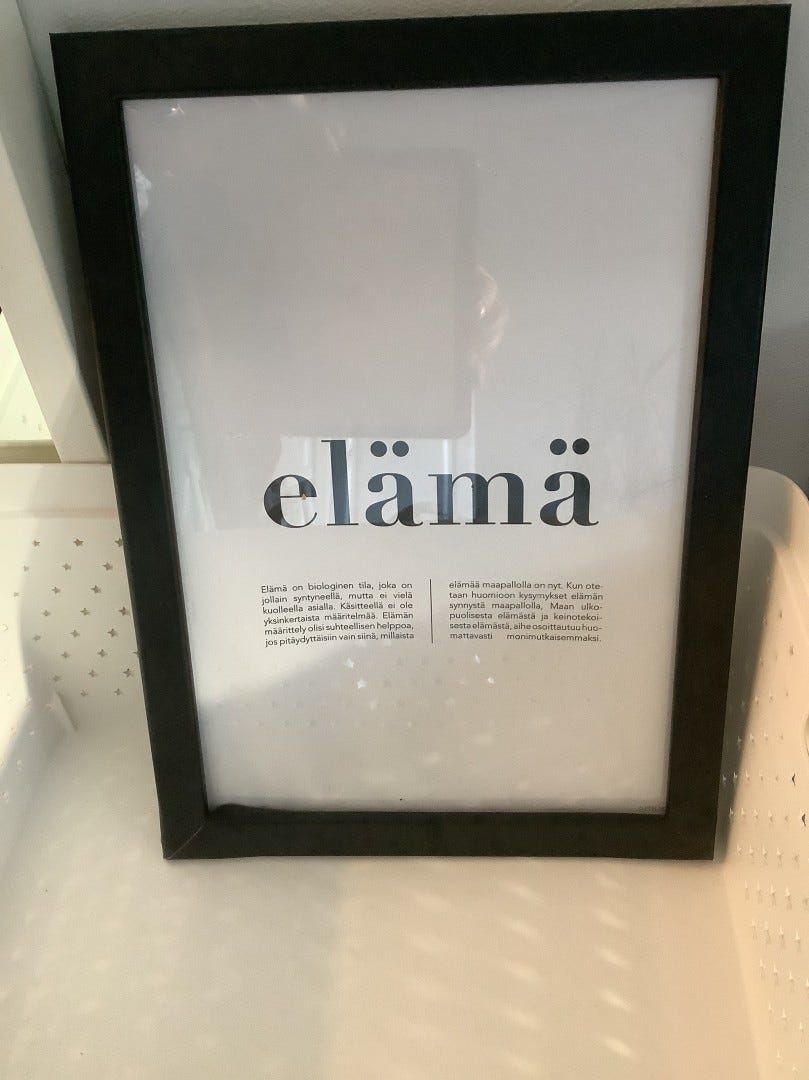 elämä
Elämä on biologinen tila, joka on
jollain syntyneellä, mutta ei vielä
kuolleella asialla. Käsitteellä ei ole
yksinkertaista määritelmää. Elämän
määrittely olisi suhteellisen helppoa,
jos pitäydyttäisiin vain siinä, millaista
elämää maapallolla on nyt. Kun ote-
taan huomioon kysymykset elämän
synnystä maapallolla, Maan ulko-
puolisesta elämästä ja keinotekoi-
sesta elämästä, aihe osoittautuu huo-
mattavasti monimutkaisemmaksi.